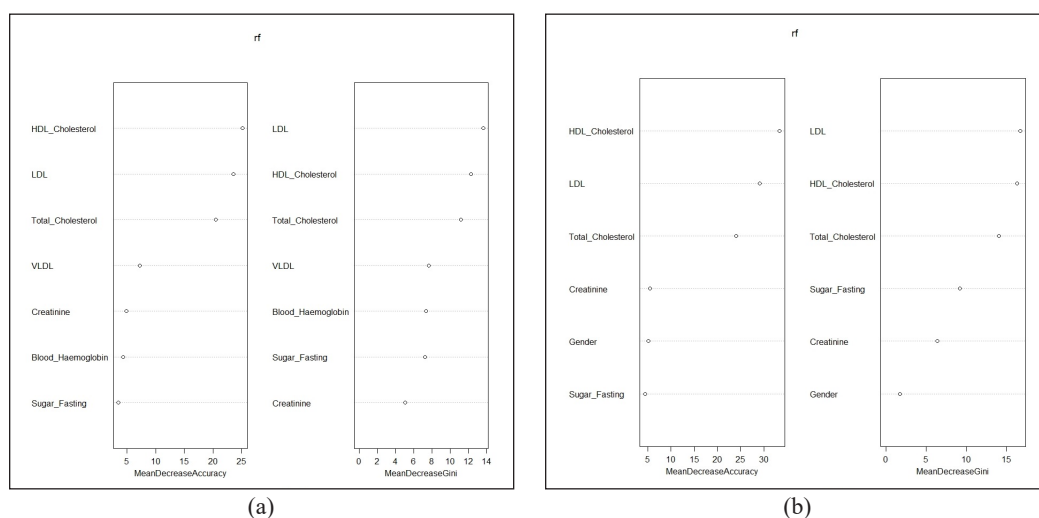 rf
HDL_Cholesterol
LDL
Total_Cholesterol
VLDL
Creatinine
Blood_Haemoglobin
Sugar_Fasting
5 10 15 20 25
MeanDecreaseAccuracy
LDL
HDL_Cholesterol
Total_Cholesterol
VLDL
Blood_Haemoglobin
Sugar_Fasting
Creatinine
0 2 4 6 8 10 12 14
MeanDecreaseGini
(a)
rf
HDL_Cholesterol
LDL
Total_Cholesterol
Creatinine
Gender
Sugar_Fasting
5 10 15 20 25 30
MeanDecreaseAccuracy
LDL
HDL_Cholesterol
Total_Cholesterol
Sugar_Fasting
Creatinine
Gender
0 5 10 15
MeanDecreaseGini
(b)